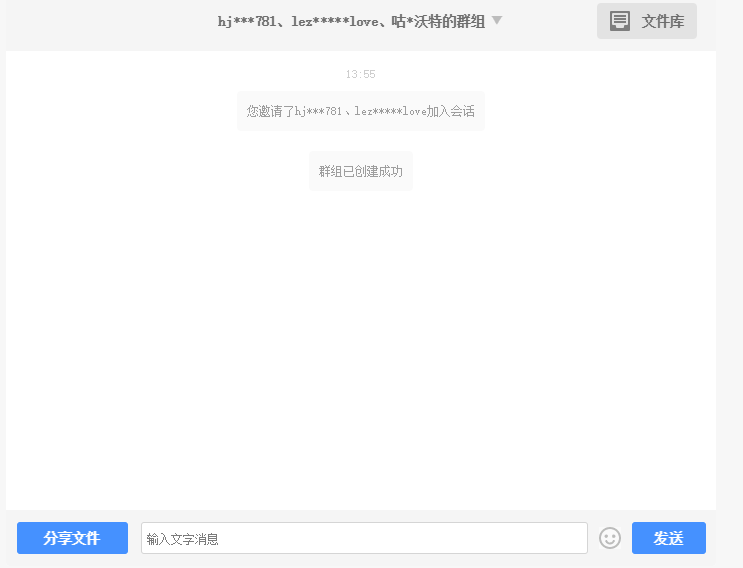 hj***781、lez*****love、咕*沃特的群组
文件库
13:55
您邀请了hj***781、lez*****love加入会话
群组已创建成功
分享文件
输入文字消息
发送